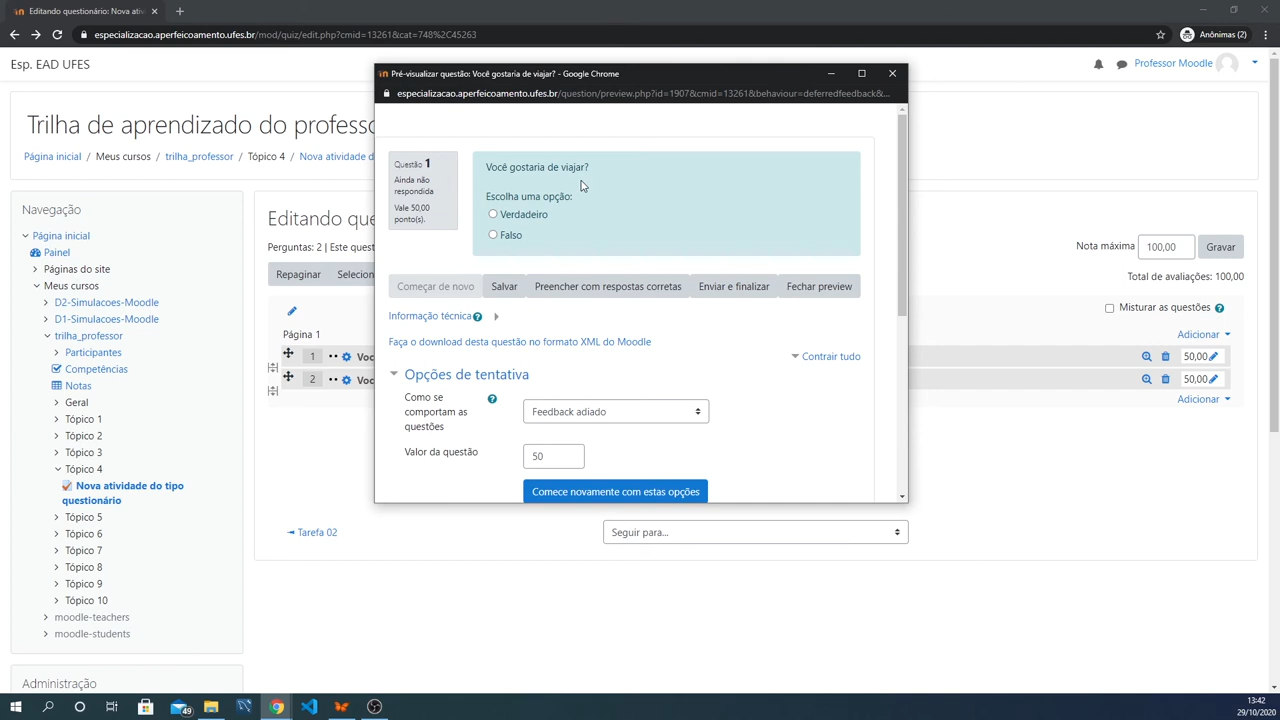 Editando questionário: Nova ativ
especializacao.aperfeicoamento.ufes.br/mod/quiz/edit.php?cmid=13261&cat=748%2C45263
Anônimas (2)
Esp. EAD UFES
Professor Moodle
Trilha de aprendizado do professo
Página inicial / Meus cursos / trilha_professor / Tópico 4 / Nova atividade d
Navegação
Página inicial
Painel
Páginas do site
Meus cursos
D2-Simulacoes-Moodle
D1-Simulacoes-Moodle
trilha_professor
Participantes
Competências
Notas
Geral
Tópico 1
Tópico 2
Tópico 3
Tópico 4
Nova atividade do tipo
questionário
Tópico 5
Tópico 6
Tópico 7
Tópico 8
Tópico 9
Tópico 10
moodle-teachers
moodle-students
Administração
Editando que
Perguntas: 2 | Este quest
Nota máxima 100,00 Gravar
Repaginar Selecion
Total de avaliações: 100,00
Misturar as questões
Página 1
Adicionar
1 Voc 50,00
2 Voc 50,00
Adicionar
Tarefa 02
Seguir para...
Pré-visualizar questão: Você gostaria de viajar? - Google Chrome
especializacao.aperfeicoamento.ufes.br/question/preview.php?id=1907&cmid=13261&behaviour=deferredfeedback&...
Questão 1
Ainda não
respondida
Vale 50,00
ponto(s).
Você gostaria de viajar?
Escolha uma opção:
Verdadeiro
Falso
Começar de novo Salvar Preencher com respostas corretas Enviar e finalizar Fechar preview
Informação técnica
Faça o download desta questão no formato XML do Moodle
Contrair tudo
Opções de tentativa
Como se
comportam as
questões
Feedback adiado
Valor da questão
50
Comece novamente com estas opções
49
13:42
29/10/2020